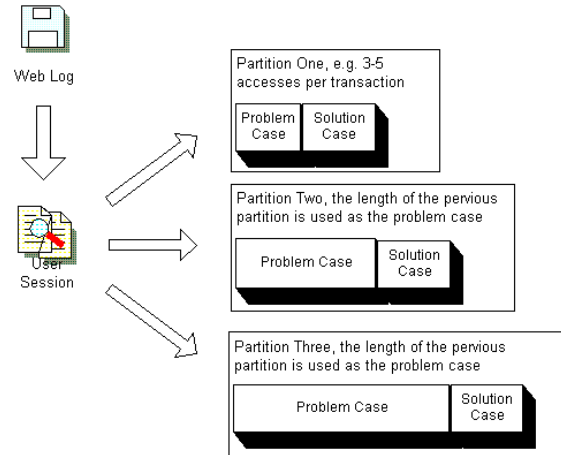 Web Log
User
Session
Partition One, e.g. 3-5
accesses per transaction
Problem
Case
Solution
Case
Partition Two, the length of the pervious
partition is used as the problem case
Problem Case
Solution
Case
Partition Three, the length of the pervious
partition is used as the problem case
Problem Case
Solution
Case